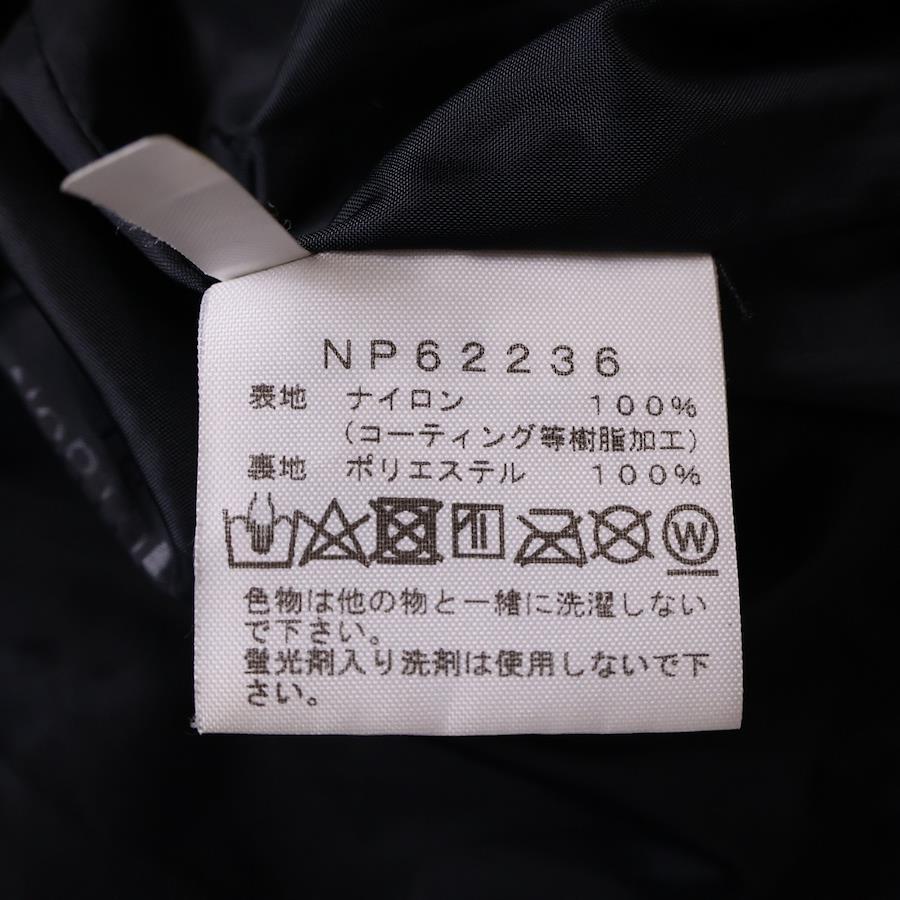 NP62236
表地 ナイロン 100%
(コーティング等樹脂加工)
裏地 ポリエステル 100%
W
色物は他の物と一緒に洗濯しない
で下さい。
蛍光剤入り洗剤は使用しないで下
さい。